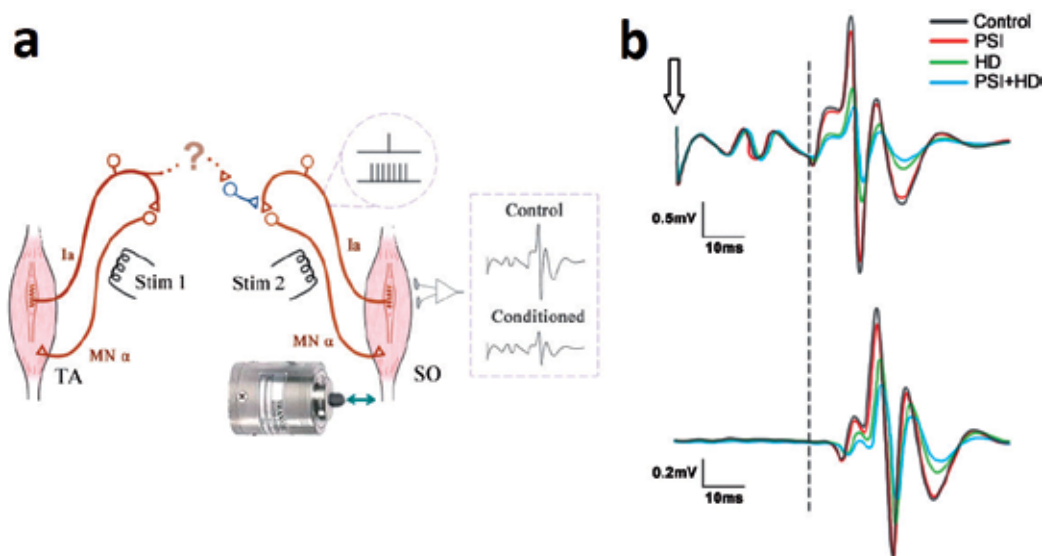 a
?
Ia
Stim 1
MN α
TA
Stim 2
Ia
MN α
SO
Control
Conditioned
b
Control
PSI
HD
PSI+HD
0.5mV
10ms
0.2mV
10ms